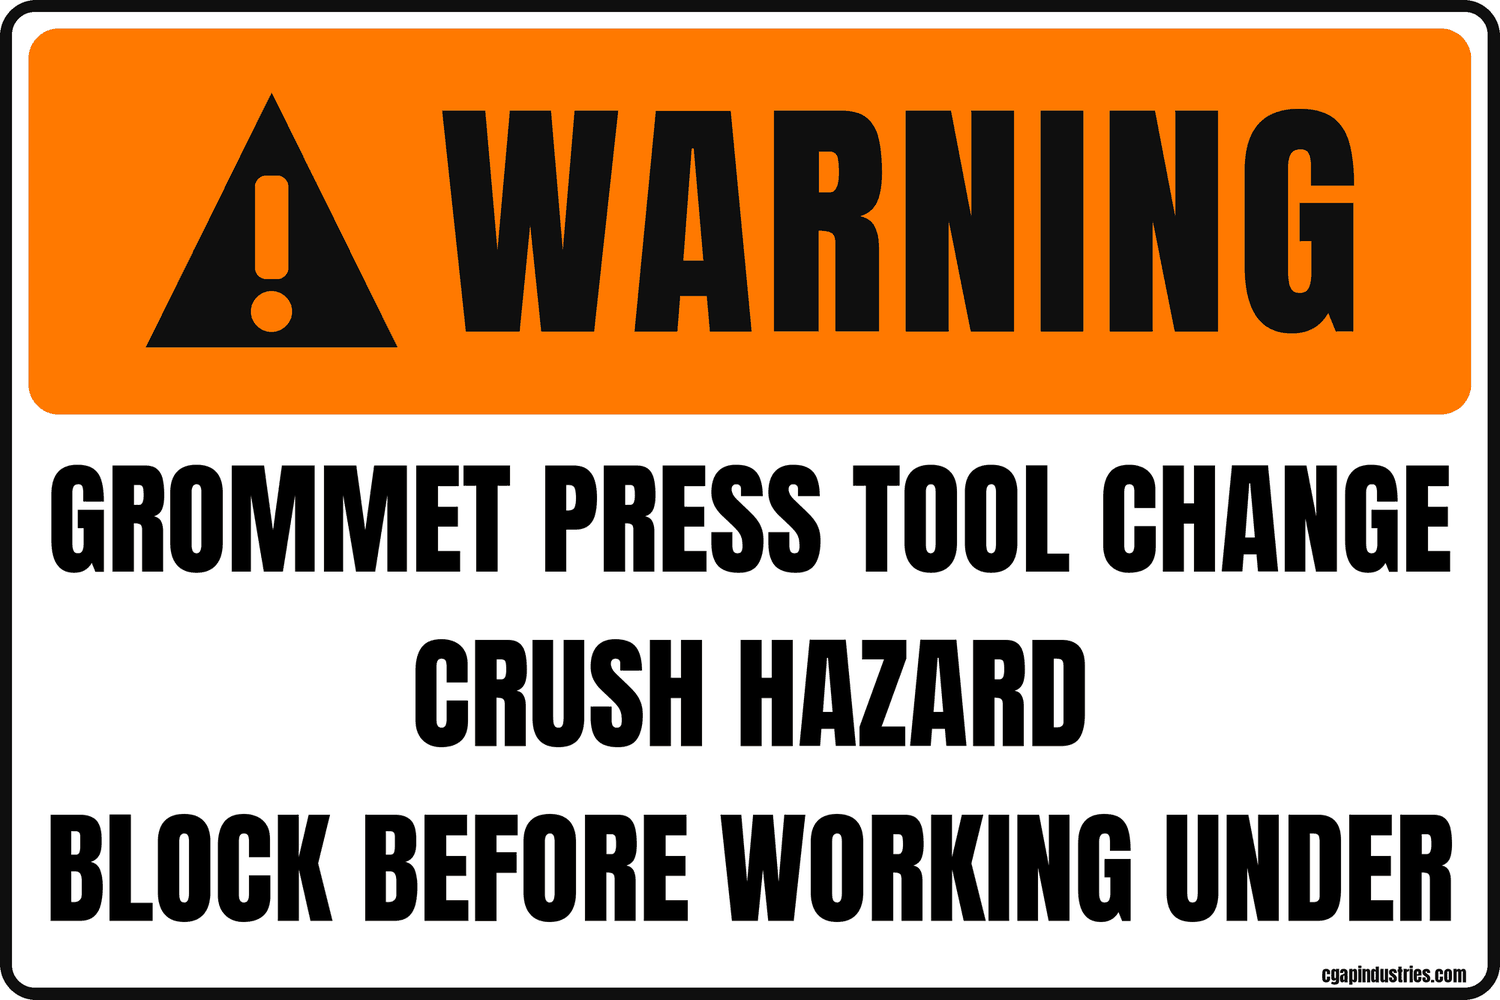 WARNING
GROMMET PRESS TOOL CHANGE
CRUSH HAZARD
BLOCK BEFORE WORKING UNDER
cgapindustries.com